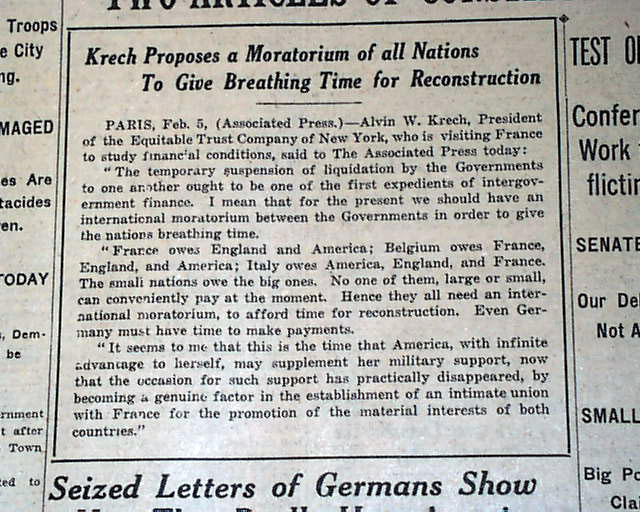 TWO ARTICLES OF
Troops
e City
ng.
MAGED
es Are
tacides
en.
TODAY
, Dem-
be
rnment
t after
Town
ed to
Krech Proposes a Moratorium of all Nations
To Give Breathing Time for Reconstruction
PARIS, Feb. 5, (Associated Press.)—Alvin W. Krech, President
of the Equitable Trust Company of New York, who is visiting France
to study financial conditions, said to The Associated Press today:
"The temporary suspension of liquidation by the Governments
to one another ought to be one of the first expedients of intergov-
ernment finance. I mean that for the present we should have an
international moratorium between the Governments in order to give
the nations breathing time.
"France owes England and America; Belgium owes France,
England, and America; Italy owes America, England, and France.
The small nations owe the big ones. No one of them, large or small,
can conveniently pay at the moment. Hence they all need an inter-
national moratorium, to afford time for reconstruction. Even Ger-
many must have time to make payments.
"It seems to me that this is the time that America, with infinite
advantage to herself, may supplement her military support, now
that the occasion for such support has practically disappeared, by
becoming a genuine factor in the establishment of an intimate union
with France for the promotion of the material interests of both
countries."
Seized Letters of Germans Show
TEST
Confer
Work
flictin
SENATE
Our De
Not A
SMALL
Big Po
Clai